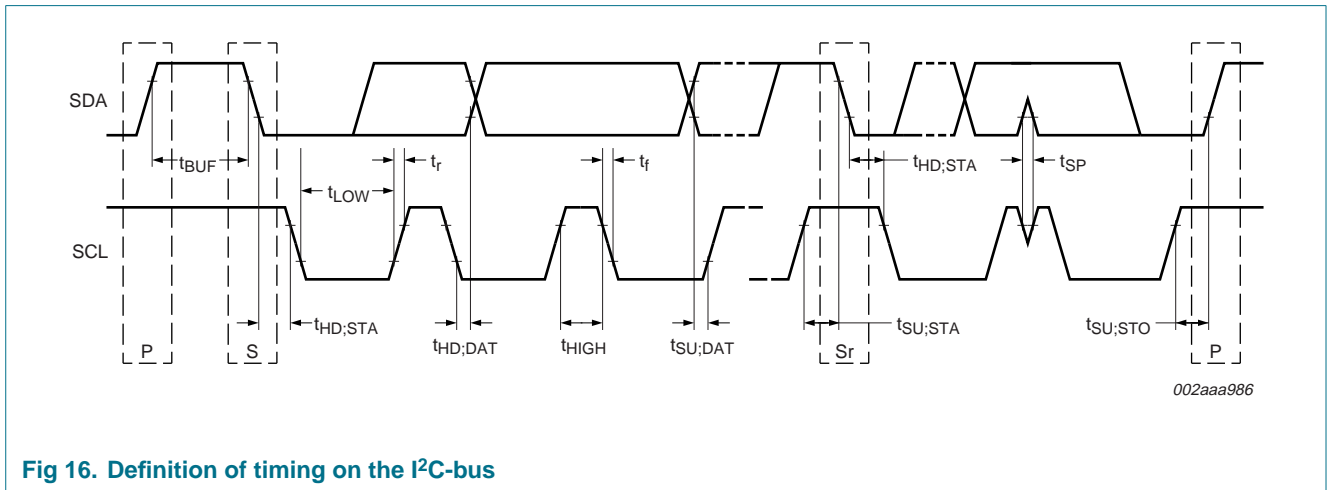 SDA
tBUF
tr
tf
tHD;STA
tSP
tLOW
SCL
tHD;STA
tHD;DAT
tHIGH
tSU;DAT
tSU;STA
tSU;STO
P
S
Sr
P
002aaa986
Fig 16. Definition of timing on the I²C-bus